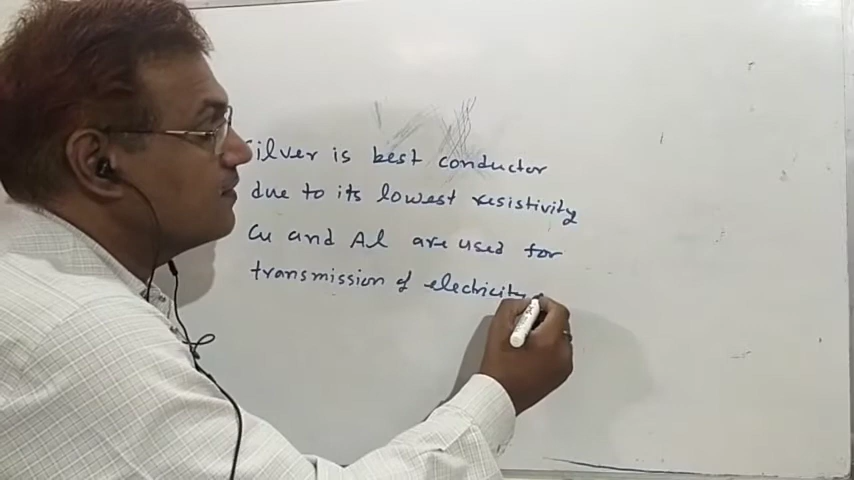 Silver is best conductor
due to its lowest resistivity
Cu and Al are used for
transmission of electricity